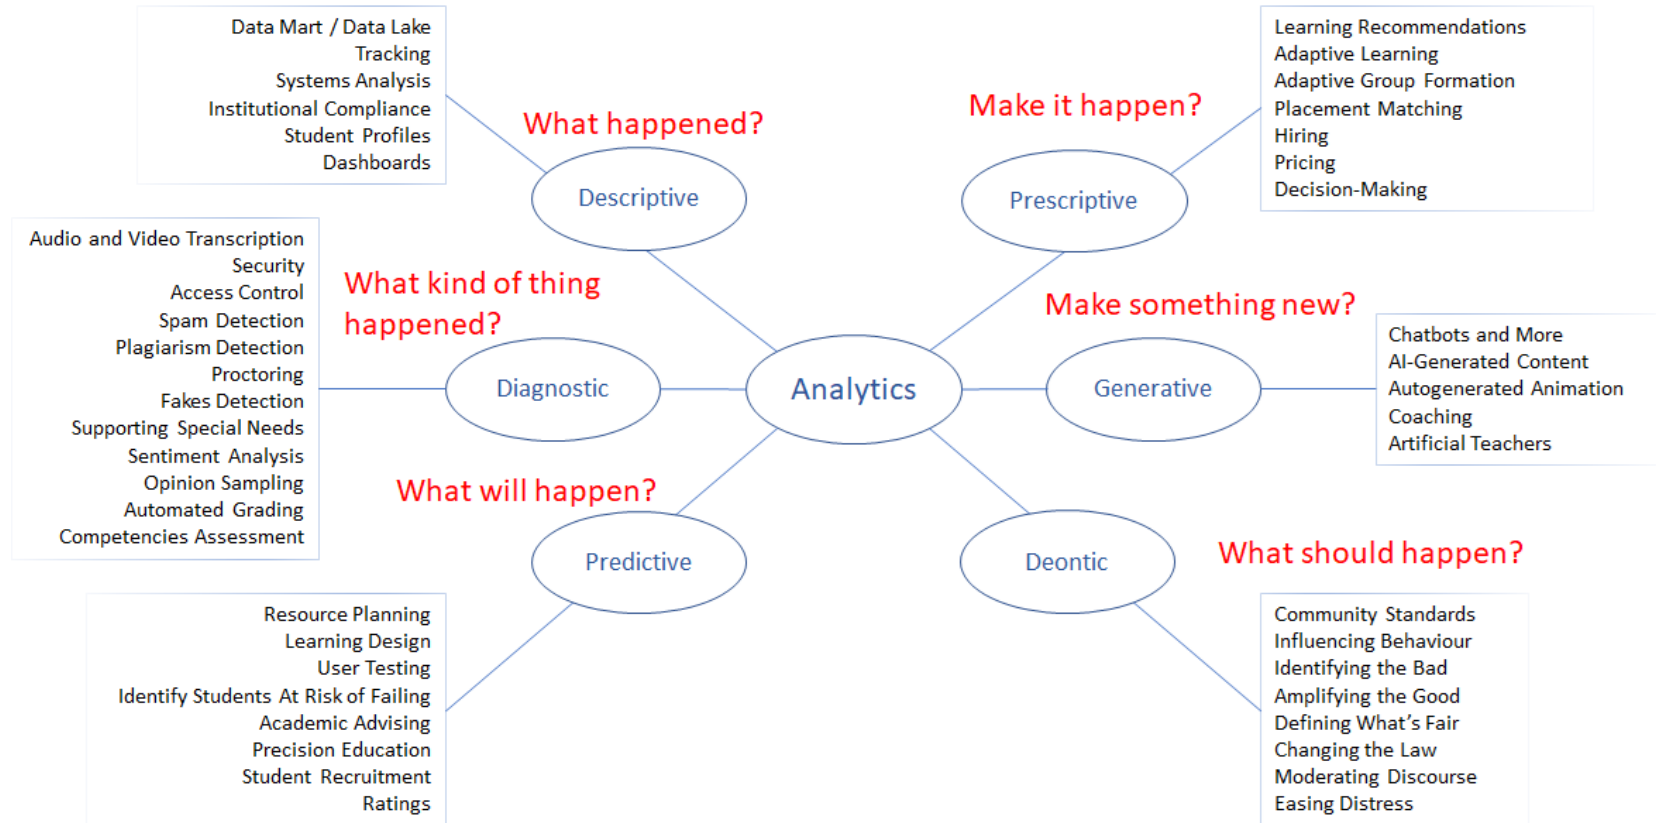 Data Mart / Data Lake
Tracking
Systems Analysis
Institutional Compliance
Student Profiles
Dashboards
What happened?
Descriptive
Audio and Video Transcription
Security
Access Control
Spam Detection
Plagiarism Detection
Proctoring
Fakes Detection
Supporting Special Needs
Sentiment Analysis
Opinion Sampling
Automated Grading
Competencies Assessment
What kind of thing
happened?
Diagnostic
What will happen?
Predictive
Resource Planning
Learning Design
User Testing
Identify Students At Risk of Failing
Academic Advising
Precision Education
Student Recruitment
Ratings
Analytics
Make it happen?
Prescriptive
Learning Recommendations
Adaptive Learning
Adaptive Group Formation
Placement Matching
Hiring
Pricing
Decision-Making
Make something new?
Generative
Chatbots and More
AI-Generated Content
Autogenerated Animation
Coaching
Artificial Teachers
What should happen?
Deontic
Community Standards
Influencing Behaviour
Identifying the Bad
Amplifying the Good
Defining What's Fair
Changing the Law
Moderating Discourse
Easing Distress